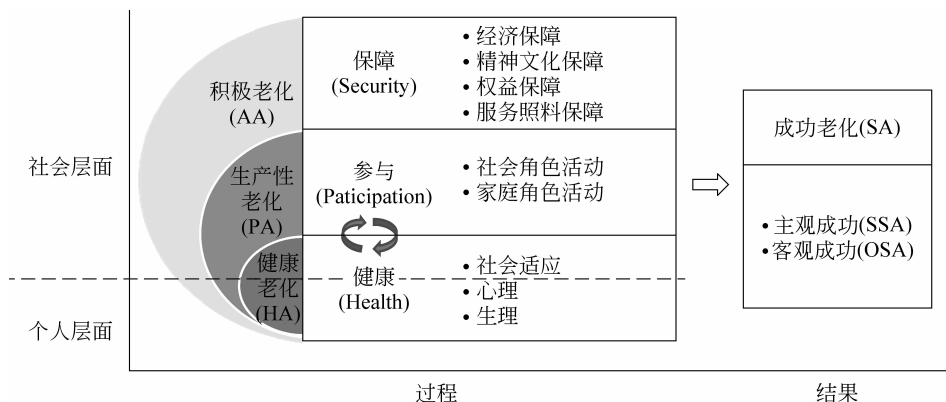 社会层面
个人层面
积极老化
(AA)
生产性
老化
(PA)
健康
老化
(HA)
保障
(Security)
• 经济保障
• 精神文化保障
• 权益保障
• 服务照料保障
参与
(Paticipation)
• 社会角色活动
• 家庭角色活动
健康
(Health)
• 社会适应
• 心理
• 生理
成功老化(SA)
• 主观成功(SSA)
• 客观成功(OSA)
过程
结果